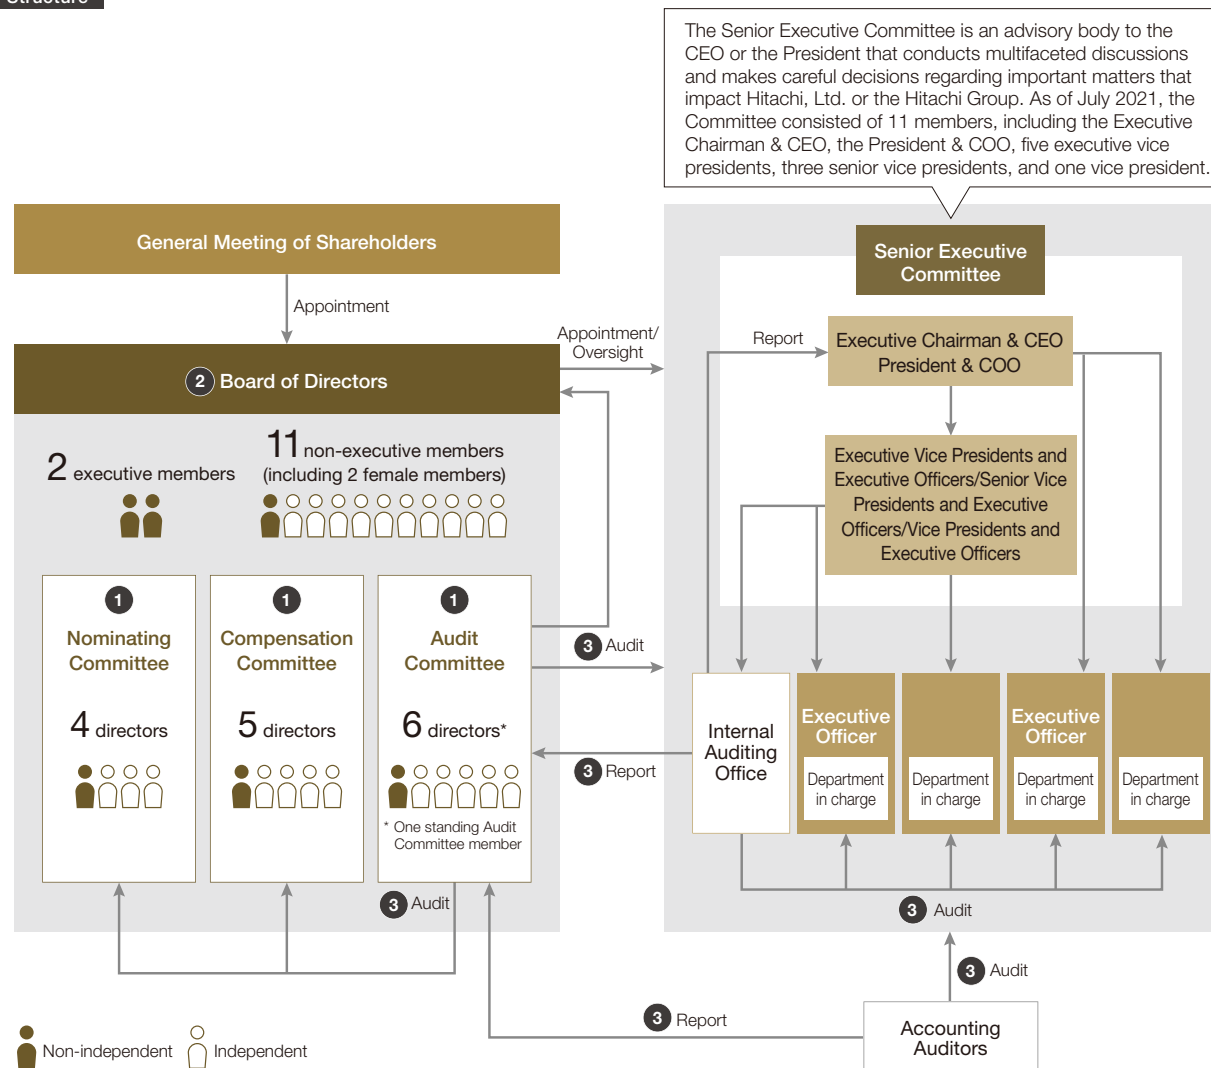 Structure
The Senior Executive Committee is an advisory body to the
CEO or the President that conducts multifaceted discussions
and makes careful decisions regarding important matters that
impact Hitachi, Ltd. or the Hitachi Group. As of July 2021, the
Committee consisted of 11 members, including the Executive
Chairman & CEO, the President & COO, five executive vice
presidents, three senior vice presidents, and one vice president.
General Meeting of Shareholders
Appointment
2 Board of Directors
Appointment/
Oversight
2 executive members
11 non-executive members
(including 2 female members)
1
Nominating
Committee
4 directors
1
Compensation
Committee
5 directors
1
Audit
Committee
6 directors*
* One standing Audit
Committee member
3 Audit
3 Report
3 Audit
Senior Executive
Committee
Report
Executive Chairman & CEO
President & COO
Executive Vice Presidents and
Executive Officers/Senior Vice
Presidents and Executive
Officers/Vice Presidents and
Executive Officers
Internal
Auditing
Office
Executive
Officer
Department
in charge
Department
in charge
Executive
Officer
Department
in charge
Department
in charge
3 Audit
3 Audit
3 Report
Accounting
Auditors
Non-independent
Independent